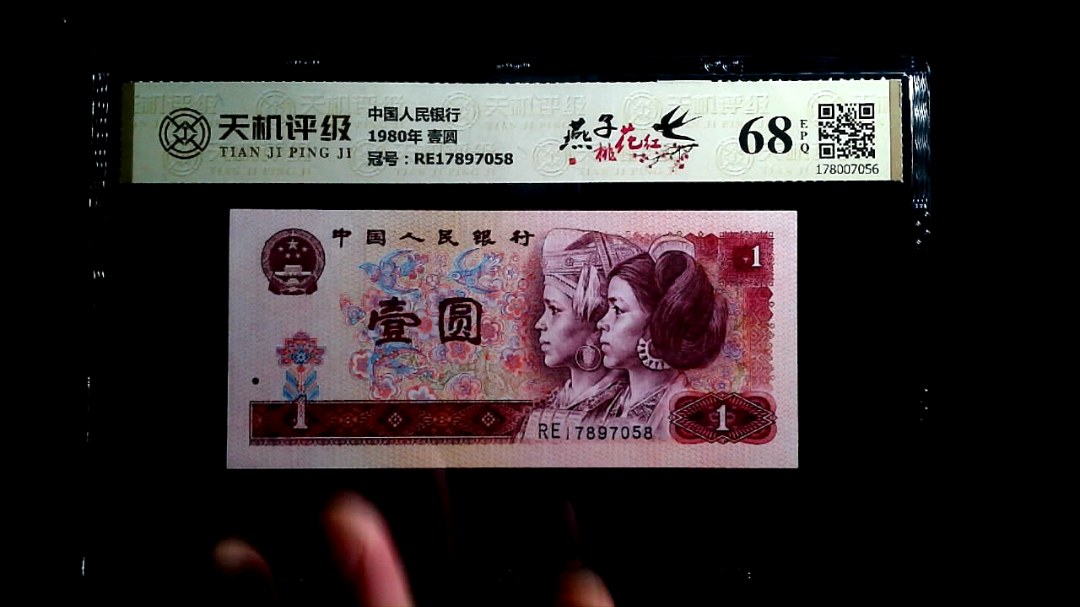 天机评级
TIAN JI PING JI
中国人民银行
1980年 壹圆
冠号：RE17897058
燕子
桃花红
68
EPQ
178007056
中国人民银行
1
壹圆
1
RE17897058
1